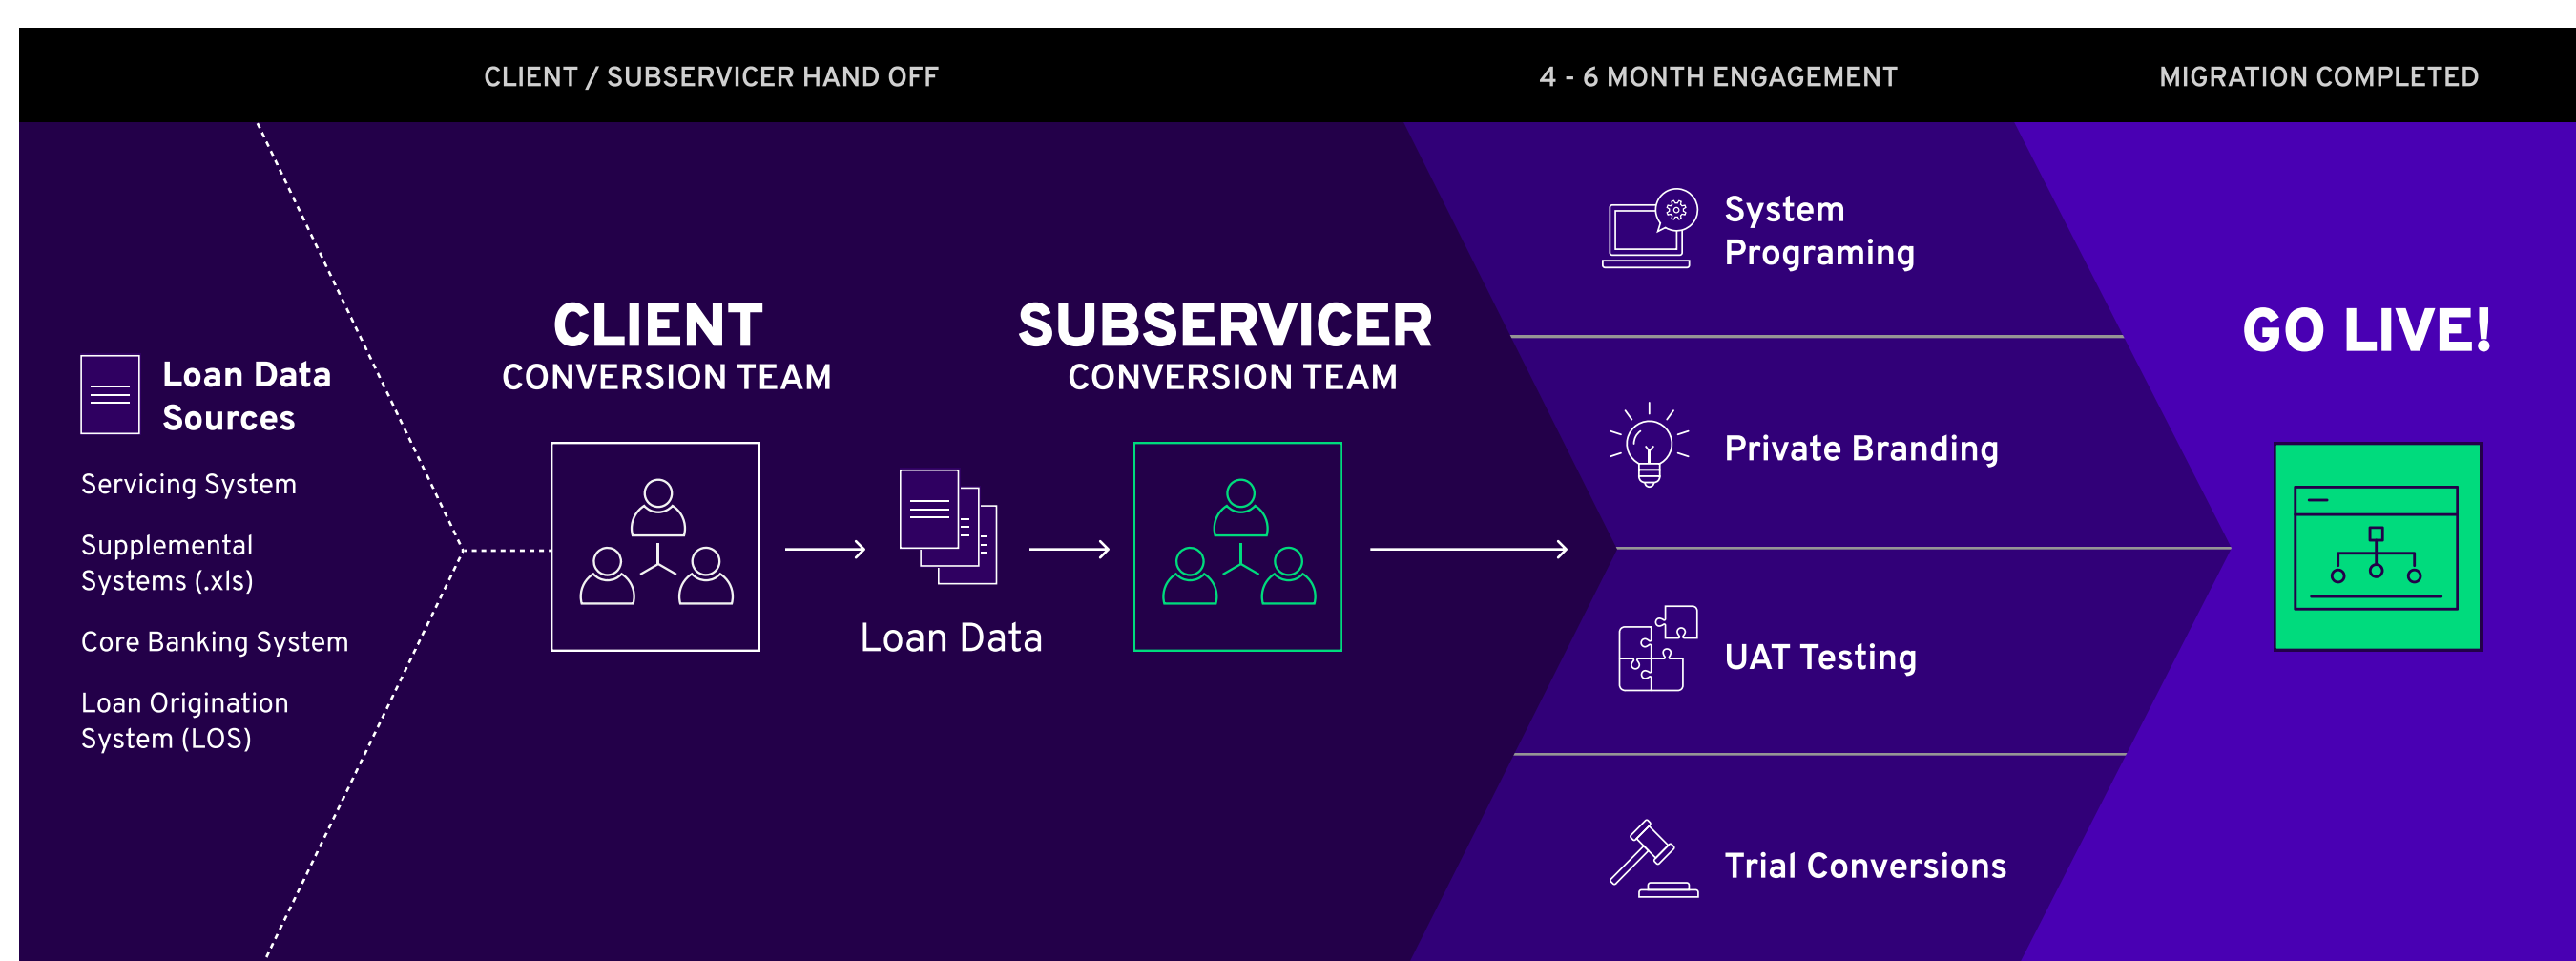 CLIENT / SUBSERVICER HAND OFF
4 - 6 MONTH ENGAGEMENT
MIGRATION COMPLETED
Loan Data
Sources
Servicing System
Supplemental
Systems (.xls)
Core Banking System
Loan Origination
System (LOS)
CLIENT
CONVERSION TEAM
Loan Data
SUBSERVICER
CONVERSION TEAM
System
Programing
Private Branding
UAT Testing
Trial Conversions
GO LIVE!